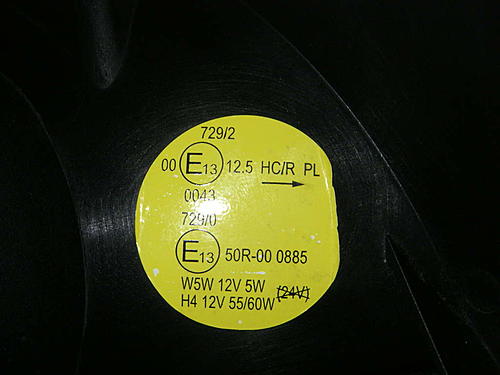 729/2
00 E13 12.5 HC/R PL
0043
729/0
E13 50R-00 0885
W5W 12V 5W
H4 12V 55/60W (24V)